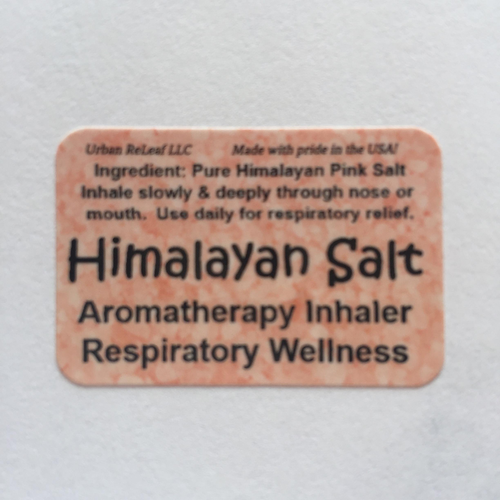 Urban ReLeaf LLC Made with pride in the USA!
Ingredient: Pure Himalayan Pink Salt
Inhale slowly & deeply through nose or
mouth. Use daily for respiratory relief.
Himalayan Salt
Aromatherapy Inhaler
Respiratory Wellness